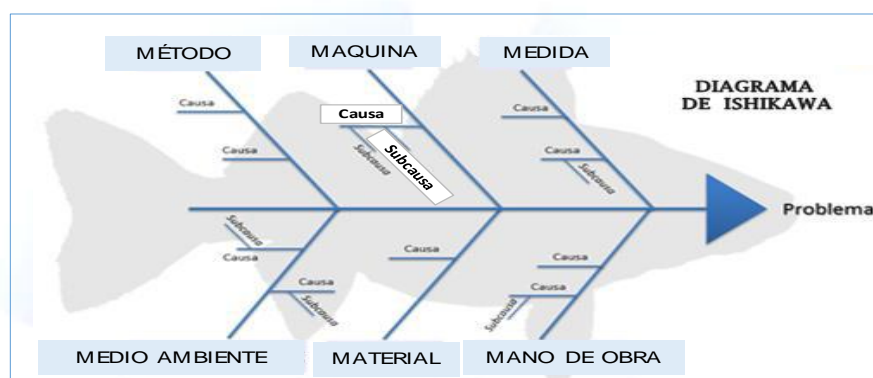 MÉTODO
MAQUINA
MEDIDA
DIAGRAMA
DE ISHIKAWA
Causa
Causa
Causa
Subcausa
Subcausa
Causa
Causa
Causa
Subcausa
Problema
Subcausa
Causa
Causa
Subcausa
Causa
Causa
Causa
Subcausa
MEDIO AMBIENTE
MATERIAL
MANO DE OBRA